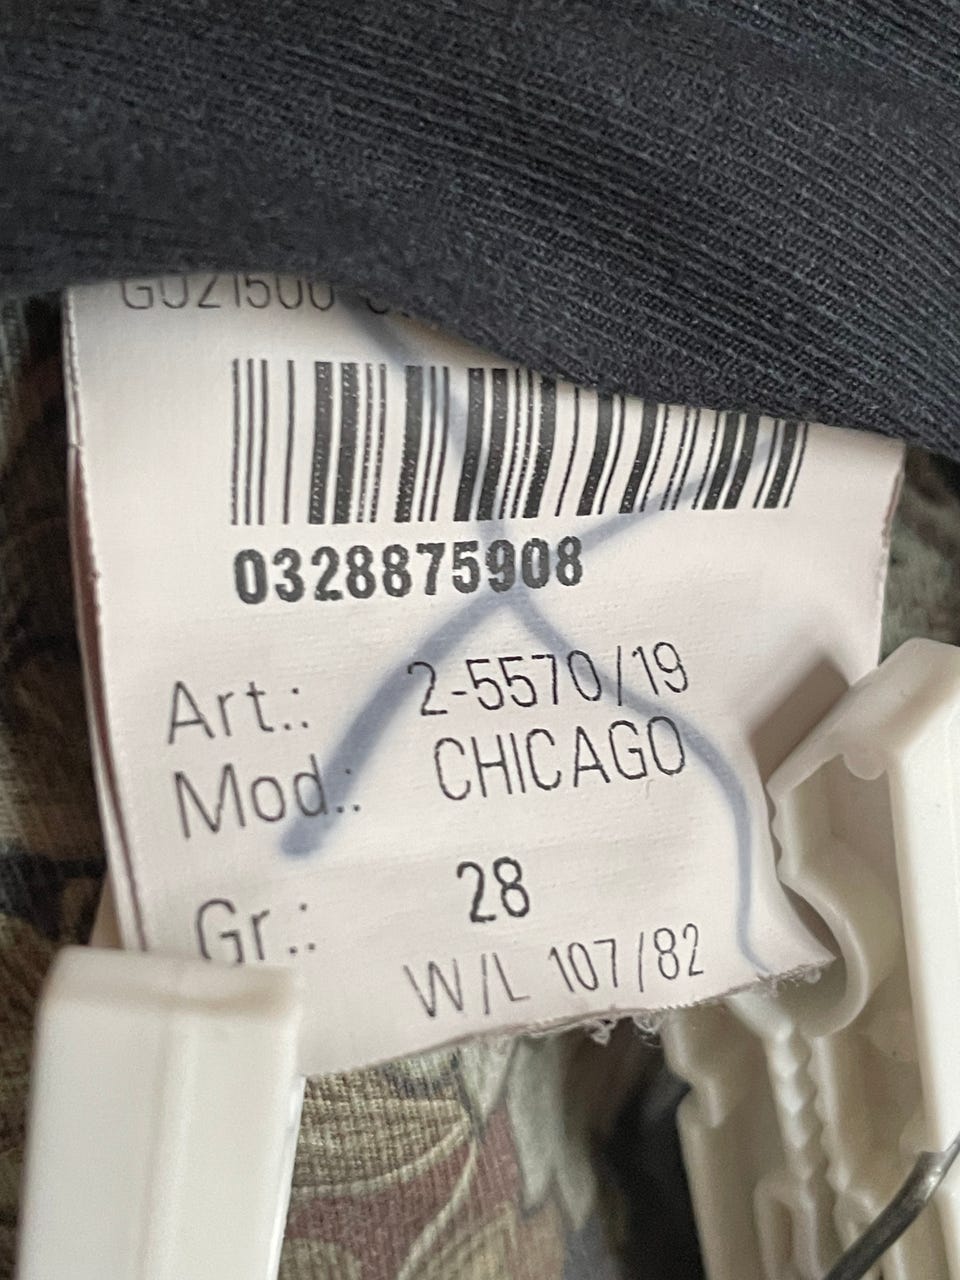 0328875908
Art.: 2-5570/19
Mod.: CHICAGO
Gr.: 28
W/L 107/82